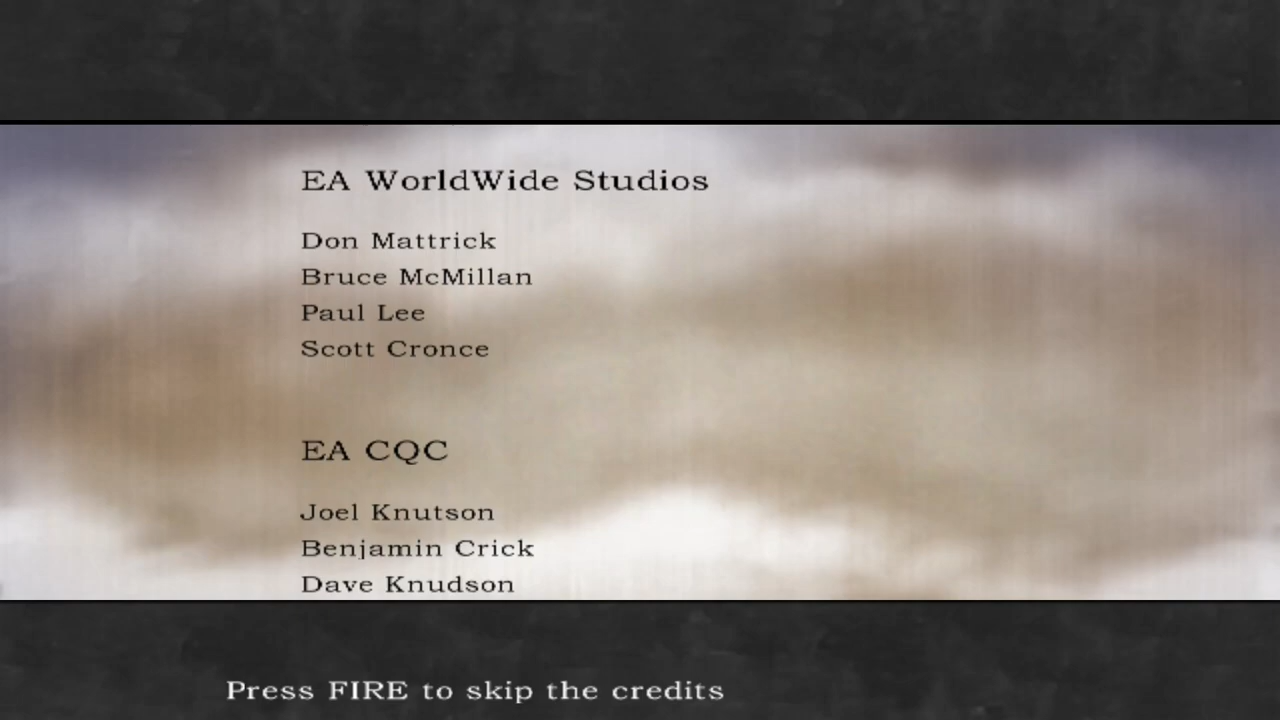 EA WorldWide Studios
Don Mattrick
Bruce McMillan
Paul Lee
Scott Cronce
EA CQC
Joel Knutson
Benjamin Crick
Dave Knudson
Press FIRE to skip the credits